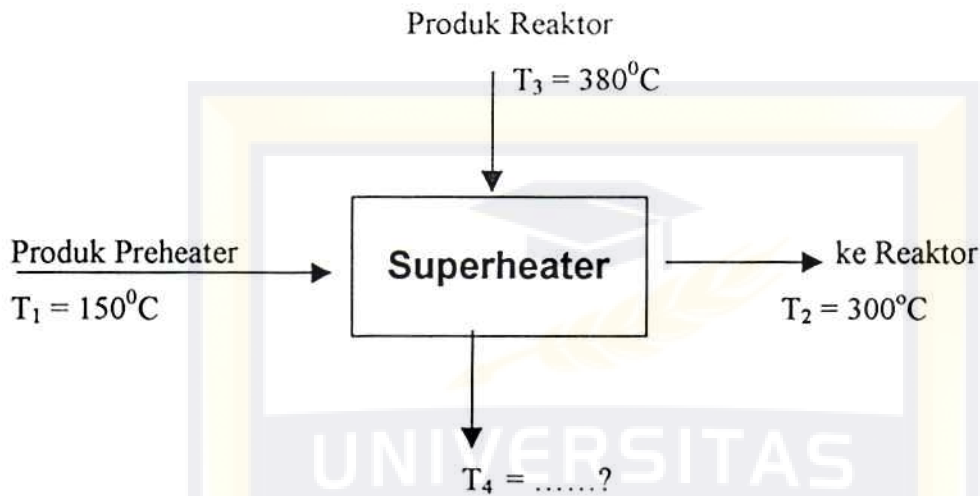 Produk Reaktor
T₃ = 380⁰C
Produk Preheater
T₁ = 150⁰C
Superheater
ke Reaktor
T₂ = 300°C
UNIVERSITAS
T₄ = ......?